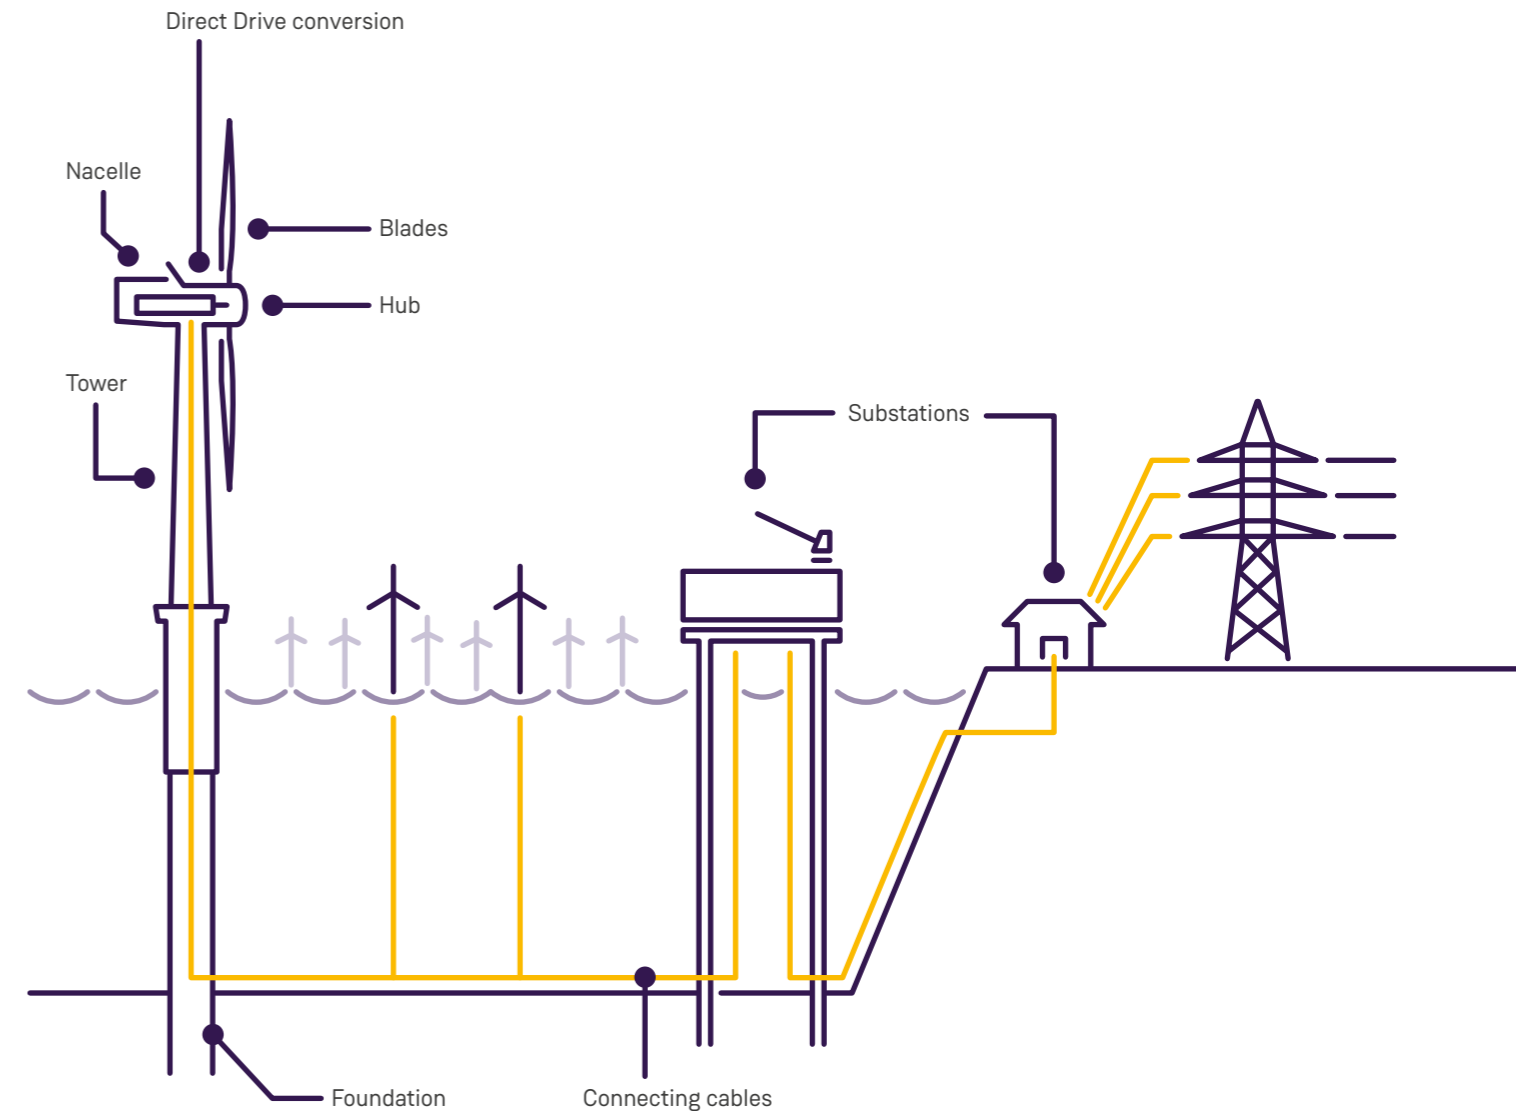 Direct Drive conversion
Nacelle
Blades
Hub
Tower
Substations
Foundation
Connecting cables